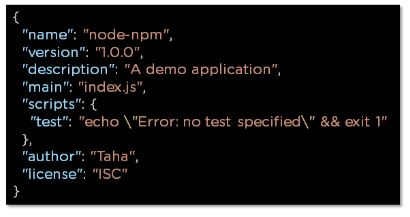 {
"name": "node-npm",
"version": "1.0.0",
"description": "A demo application",
"main": "index.js",
"scripts": {
"test": "echo \"Error: no test specified\" && exit 1"
},
"author": "Taha",
"license": "ISC"
}